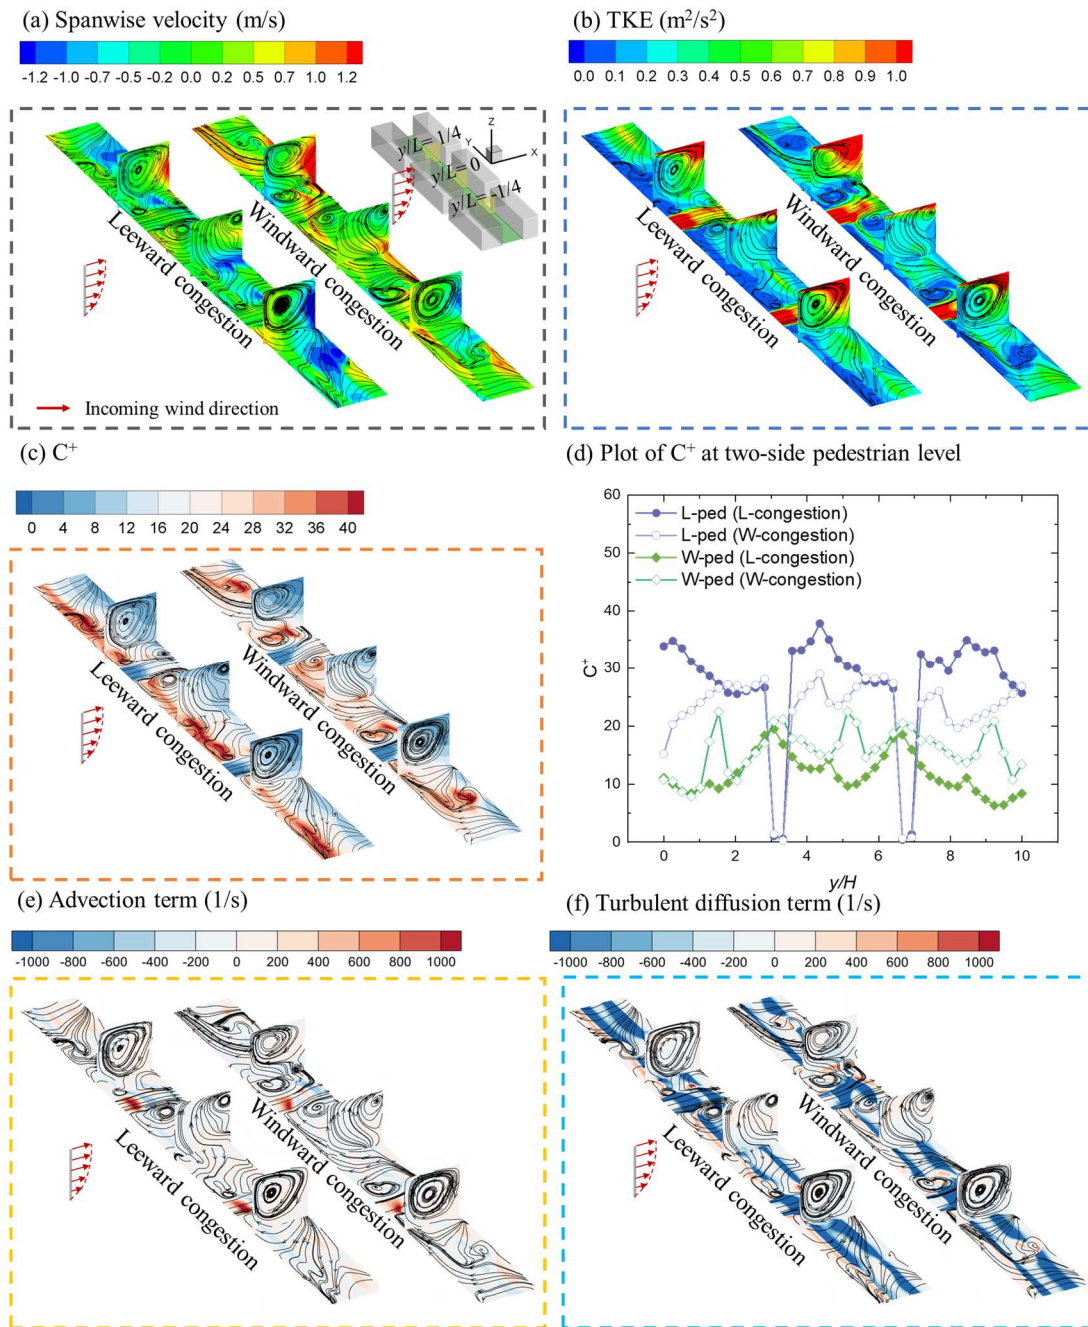 (a) Spanwise velocity (m/s)
-1.2 -1.0 -0.7 -0.5 -0.2 0.0 0.2 0.5 0.7 1.0 1.2
y/L= 1/4
y/L= 0
y/L= -1/4
Z
Y
X
Leeward congestion
Windward congestion
Incoming wind direction
(b) TKE (m²/s²)
0.0 0.1 0.2 0.3 0.4 0.5 0.6 0.7 0.8 0.9 1.0
Leeward congestion
Windward congestion
(c) C⁺
0 4 8 12 16 20 24 28 32 36 40
Leeward congestion
Windward congestion
(d) Plot of C⁺ at two-side pedestrian level
L-ped (L-congestion)
L-ped (W-congestion)
W-ped (L-congestion)
W-ped (W-congestion)
60
50
40
30
20
10
0
C⁺
0 2 4 6 8 10
y/H
(e) Advection term (1/s)
-1000 -800 -600 -400 -200 0 200 400 600 800 1000
Leeward congestion
Windward congestion
(f) Turbulent diffusion term (1/s)
-1000 -800 -600 -400 -200 0 200 400 600 800 1000
Leeward congestion
Windward congestion